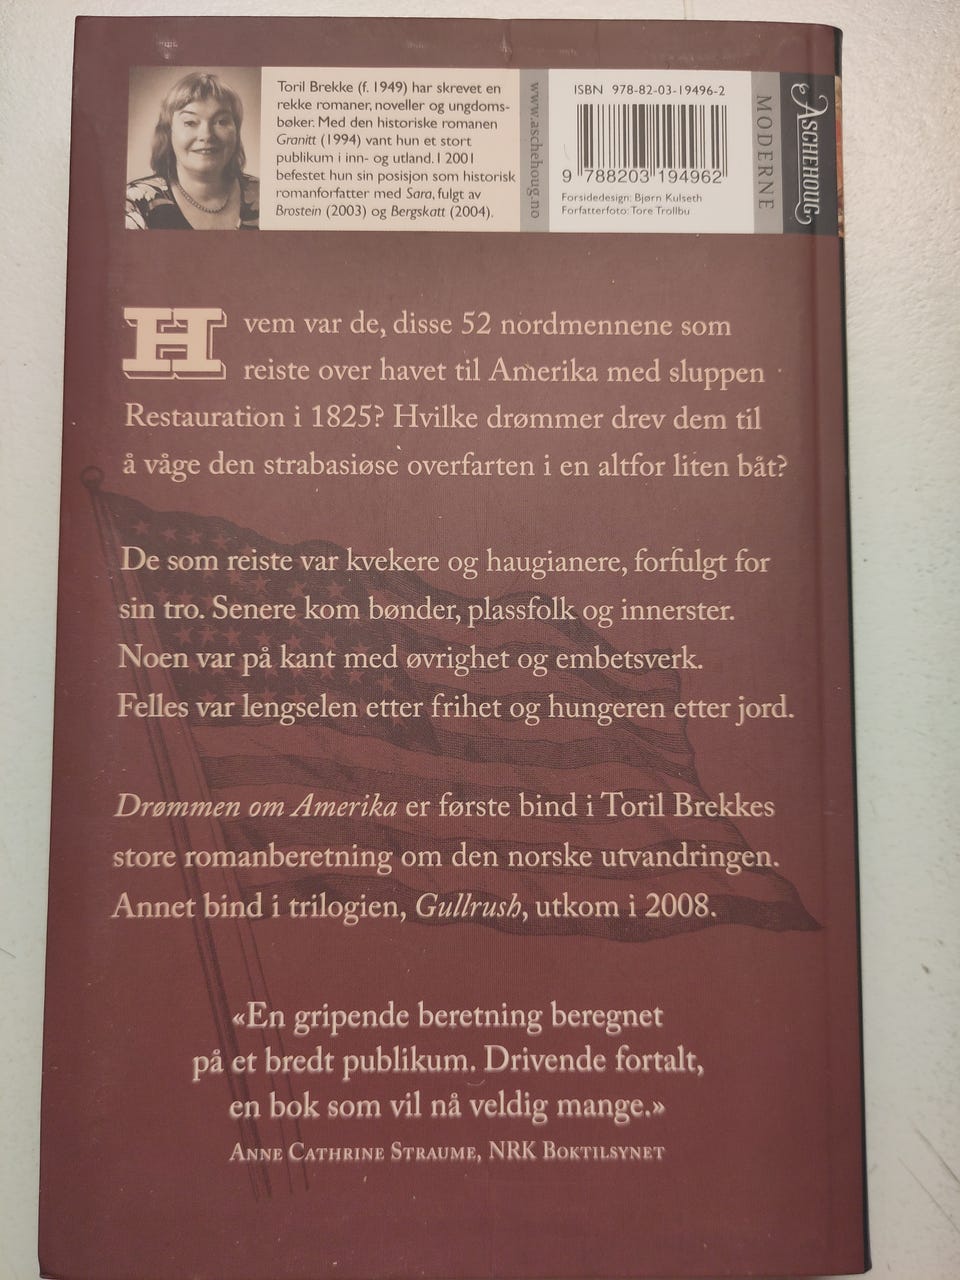 Toril Brekke (f. 1949) har skrevet en
rekke romaner, noveller og ungdoms-
bøker. Med den historiske romanen
Granitt (1994) vant hun et stort
publikum i inn- og utland. I 2001
befestet hun sin posisjon som historisk
romanforfatter med Sara, fulgt av
Brostein (2003) og Bergskatt (2004).
www.aschehoug.no
ISBN 978-82-03-19496-2
9 788203 194962
Forsidedesign: Bjørn Kulseth
Forfatterfoto: Tore Trollbu
MODERNE
ASCHEHOUG
Hvem var de, disse 52 nordmennene som
reiste over havet til Amerika med sluppen
Restauration i 1825? Hvilke drømmer drev dem til
å våge den strabasiøse overfarten i en altfor liten båt?
De som reiste var kvekere og haugianere, forfulgt for
sin tro. Senere kom bønder, plassfolk og innerster.
Noen var på kant med øvrighet og embetsverk.
Felles var lengselen etter frihet og hungeren etter jord.
Drømmen om Amerika er første bind i Toril Brekkes
store romanberetning om den norske utvandringen.
Annet bind i trilogien, Gullrush, utkom i 2008.
«En gripende beretning beregnet
på et bredt publikum. Drivende fortalt,
en bok som vil nå veldig mange.»
ANNE CATHRINE STRAUME, NRK BOKTILSYNET